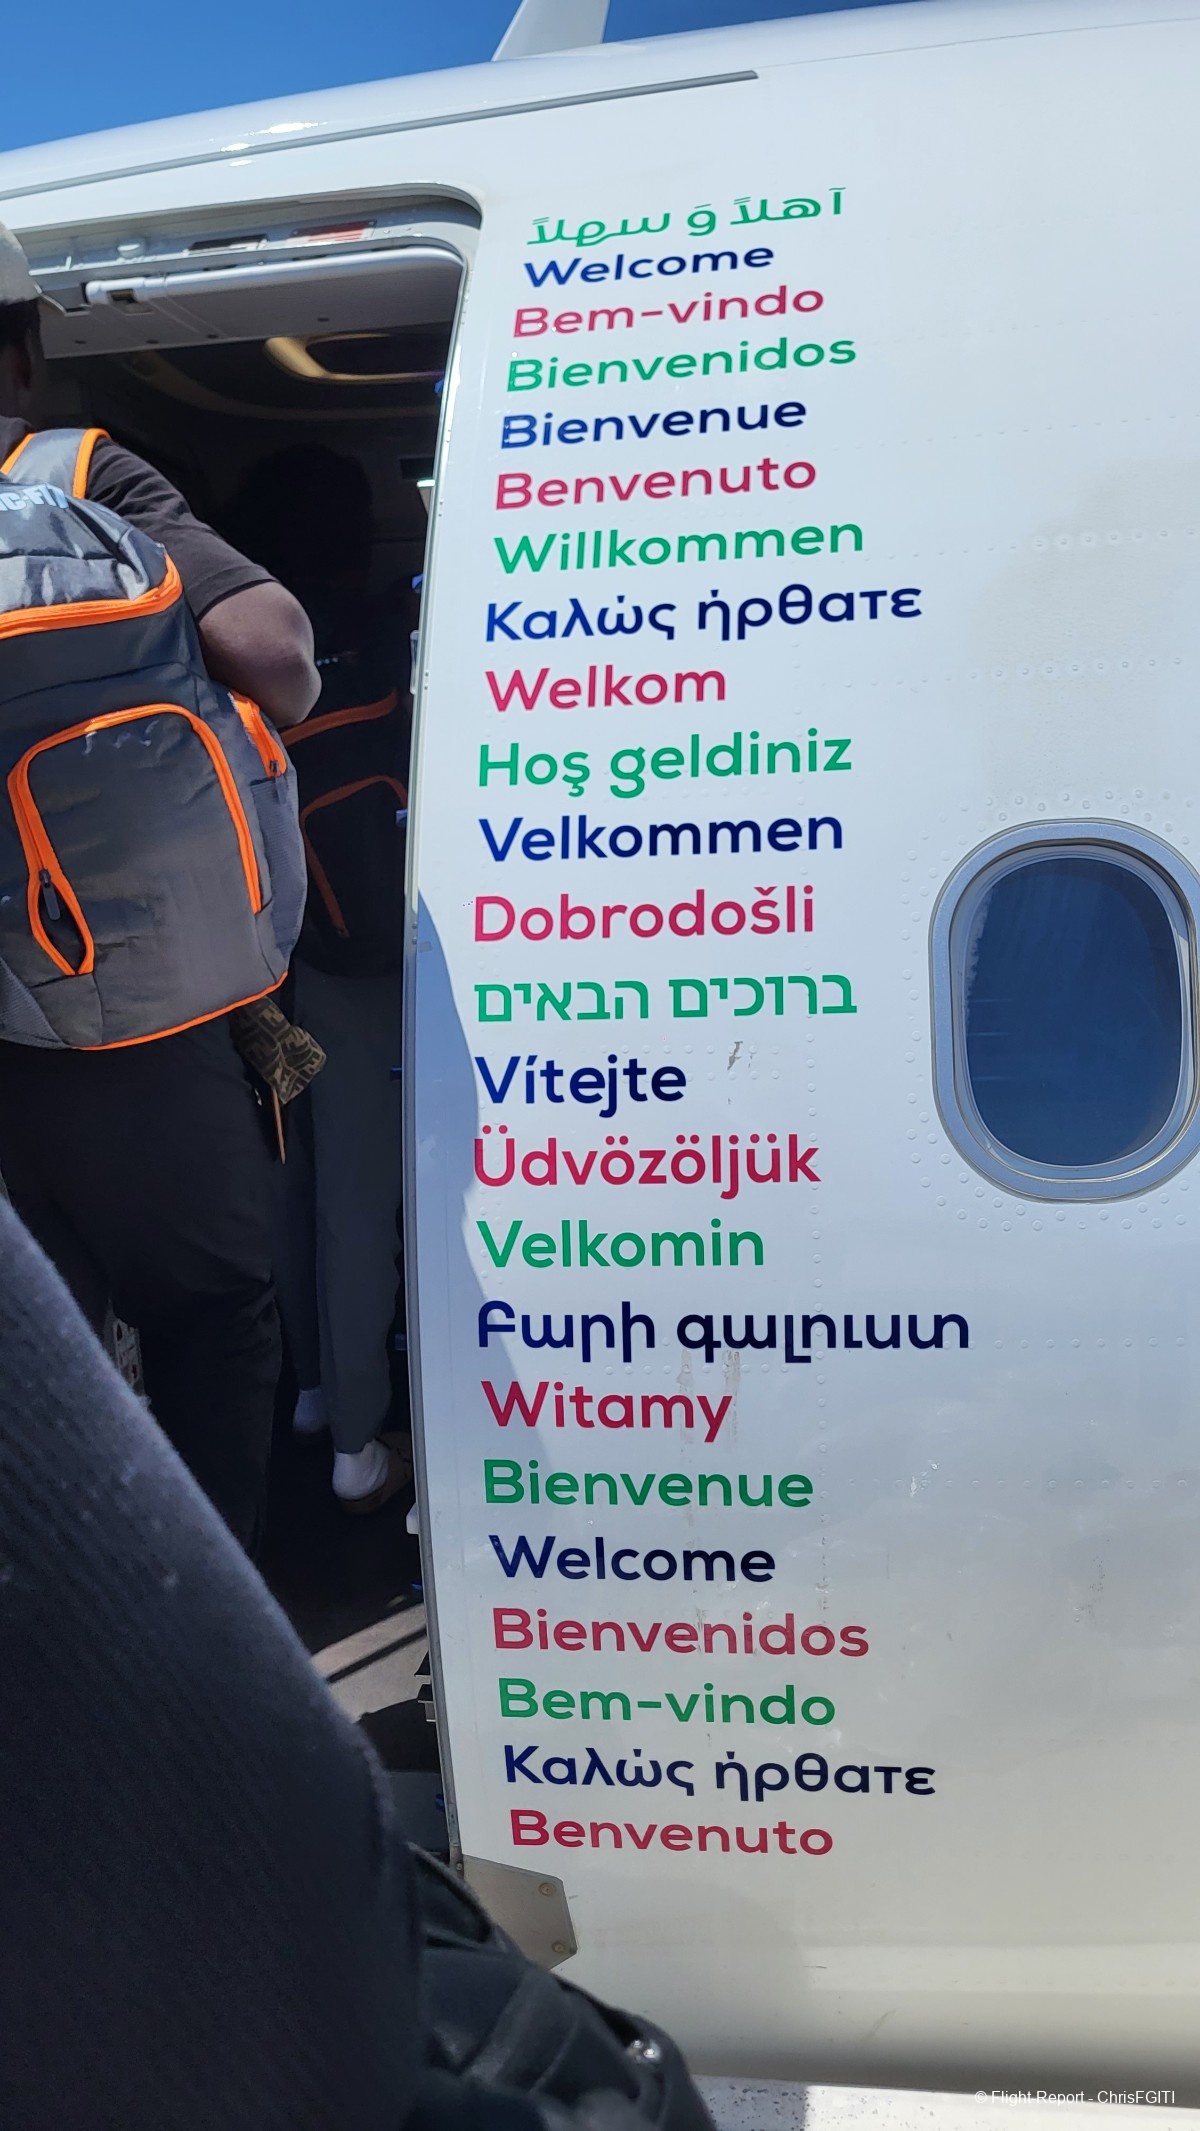 آهلاً وَ سهلاً
Welcome
Bem-vindo
Bienvenidos
Bienvenue
Benvenuto
Willkommen
Καλώς ήρθατε
Welkom
Hoş geldiniz
Velkommen
Dobrodošli
ברוכים הבאים
Vítejte
Üdvözöljük
Velkomin
Բարի գալուստ
Witamy
Bienvenue
Welcome
Bienvenidos
Bem-vindo
Καλώς ήρθατε
Benvenuto
© Flight-Report - ChrisFGITI